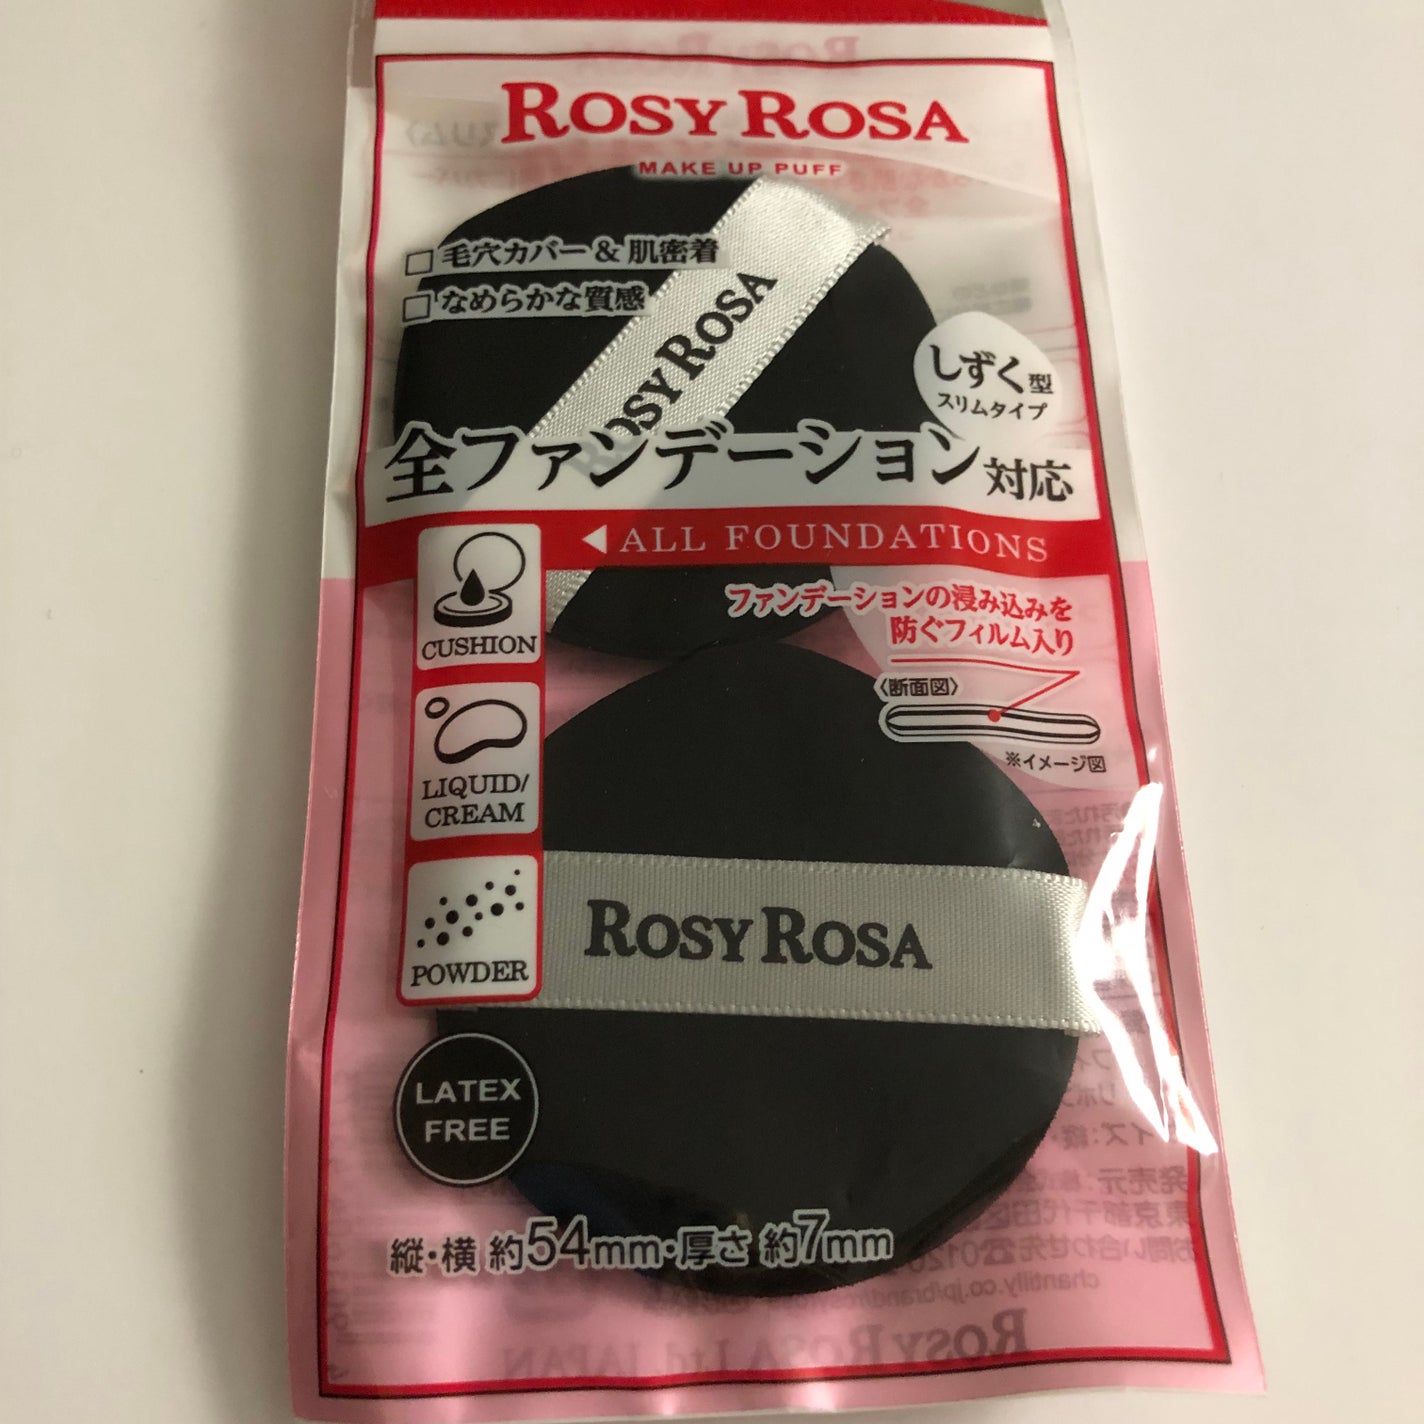 ROSY ROSA
MAKE UP PUFF
毛穴カバー & 肌密着
なめらかな質感
ROSY ROSA
しずく型
スリムタイプ
全ファンデーション対応
ALL FOUNDATIONS
CUSHION
ファンデーションの浸み込みを
防ぐフィルム入り
〈断面図〉
※イメージ図
LIQUID/
CREAM
POWDER
ROSY ROSA
LATEX
FREE
縦・横 約54mm・厚さ 約7mm